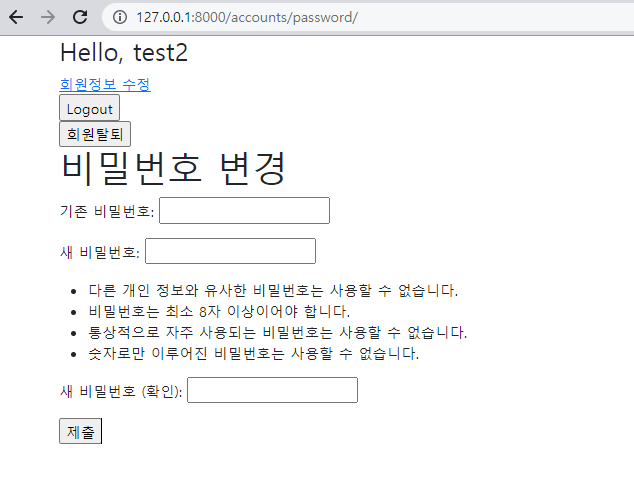 127.0.0.1:8000/accounts/password/
Hello, test2
회원정보 수정
Logout
회원탈퇴
비밀번호 변경
기존 비밀번호:
새 비밀번호:
다른 개인 정보와 유사한 비밀번호는 사용할 수 없습니다.
비밀번호는 최소 8자 이상이어야 합니다.
통상적으로 자주 사용되는 비밀번호는 사용할 수 없습니다.
숫자로만 이루어진 비밀번호는 사용할 수 없습니다.
새 비밀번호 (확인):
제출